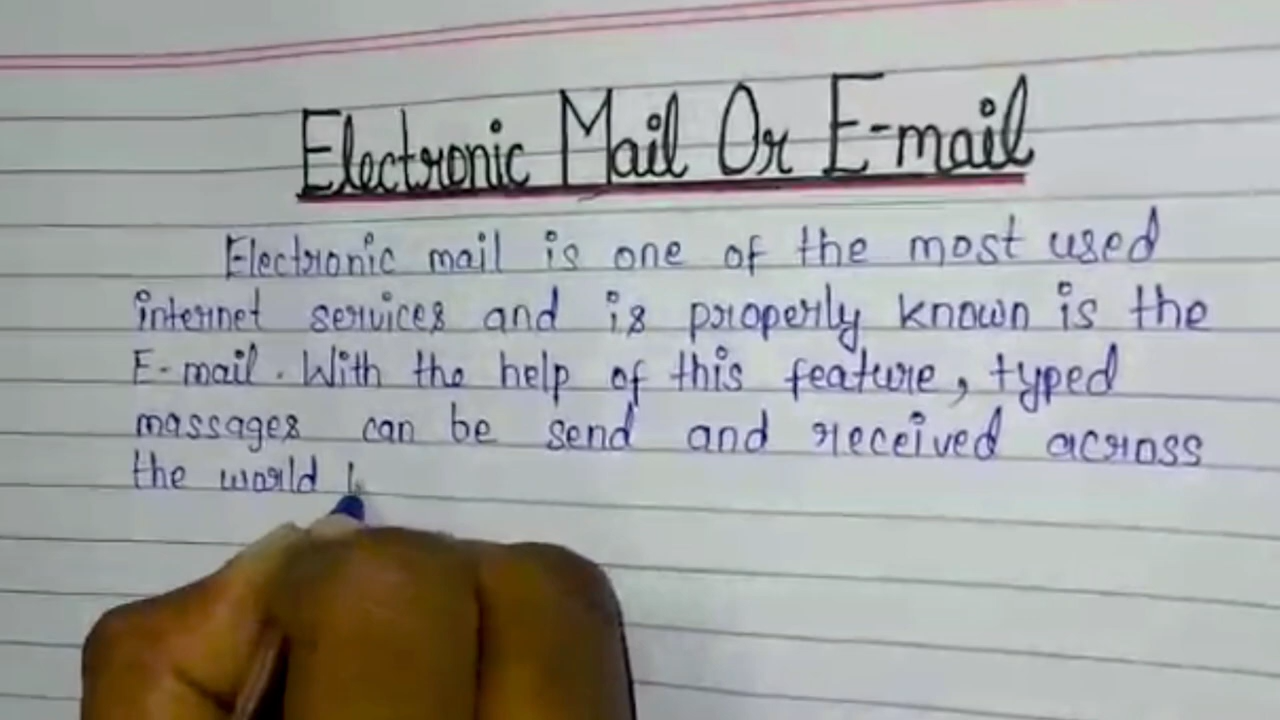 Electronic Mail Or E-mail
Electronic mail is one of the most used
internet services and is properly known is the
E-mail. With the help of this feature, typed
massages can be send and received across
the world